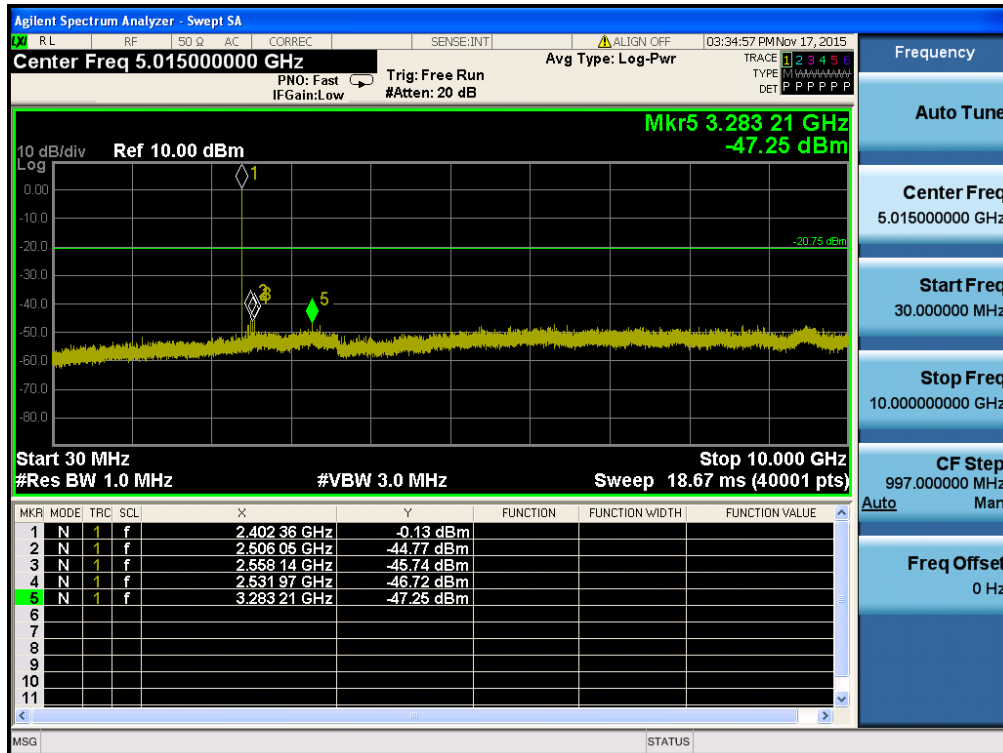 Agilent Spectrum Analyzer - Swept SA
LXI RL RF 50 Ω AC CORREC SENSE:INT ALIGN OFF 03:34:57 PM Nov 17, 2015
Center Freq 5.015000000 GHz
PNO: Fast
IFGain:Low
Trig: Free Run
#Atten: 20 dB
Avg Type: Log-Pwr
TRACE 1 2 3 4 5 6
TYPE M
DET P P P P P P
Mkr5 3.283 21 GHz
-47.25 dBm
10 dB/div Ref 10.00 dBm
Log
1
0.00
-10.0
-20.0
-20.75 dBm
-30.0
-40.0
5
-50.0
-60.0
-70.0
-80.0
Start 30 MHz Stop 10.000 GHz
#Res BW 1.0 MHz #VBW 3.0 MHz Sweep 18.67 ms (40001 pts)
MKR MODE TRC SCL X Y FUNCTION FUNCTION WIDTH FUNCTION VALUE
1 N 1 f 2.402 36 GHz -0.13 dBm
2 N 1 f 2.506 05 GHz -44.77 dBm
3 N 1 f 2.558 14 GHz -45.74 dBm
4 N 1 f 2.531 97 GHz -46.72 dBm
5 N 1 f 3.283 21 GHz -47.25 dBm
6
7
8
9
10
11
MSG STATUS
Frequency
Auto Tune
Center Freq
5.015000000 GHz
Start Freq
30.000000 MHz
Stop Freq
10.000000000 GHz
CF Step
997.000000 MHz
Auto Man
Freq Offset
0 Hz